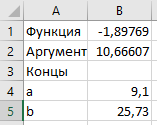 A B
1 Функция -1,89769
2 Аргумент 10,66607
3 Концы
4 a 9,1
5 b 25,73